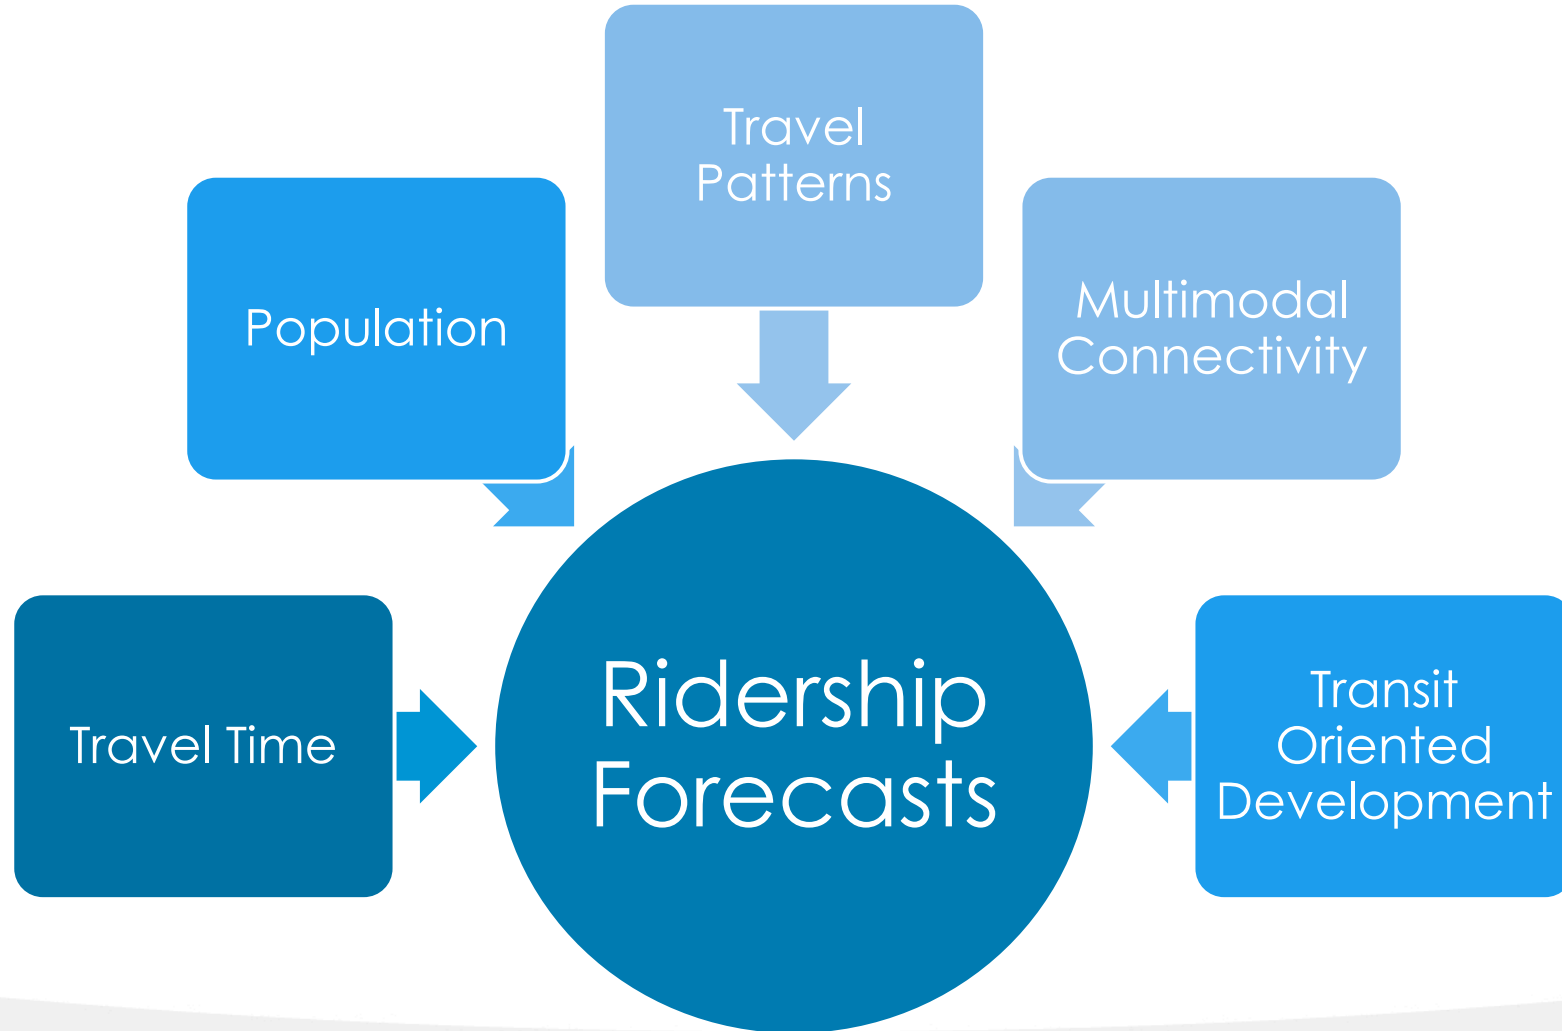 Travel
Patterns
Population
Multimodal
Connectivity
Travel Time
Ridership
Forecasts
Transit
Oriented
Development